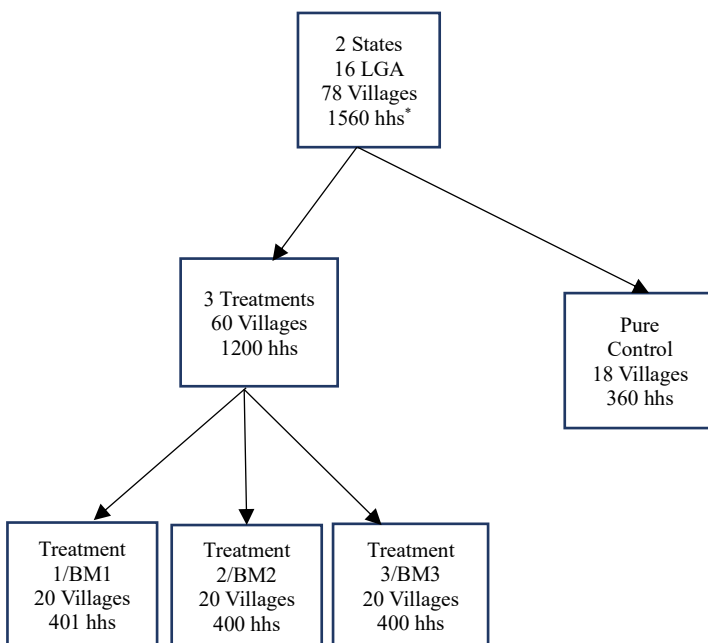 2 States
16 LGA
78 Villages
1560 hhs*
3 Treatments
60 Villages
1200 hhs
Pure
Control
18 Villages
360 hhs
Treatment
1/BM1
20 Villages
401 hhs
Treatment
2/BM2
20 Villages
400 hhs
Treatment
3/BM3
20 Villages
400 hhs